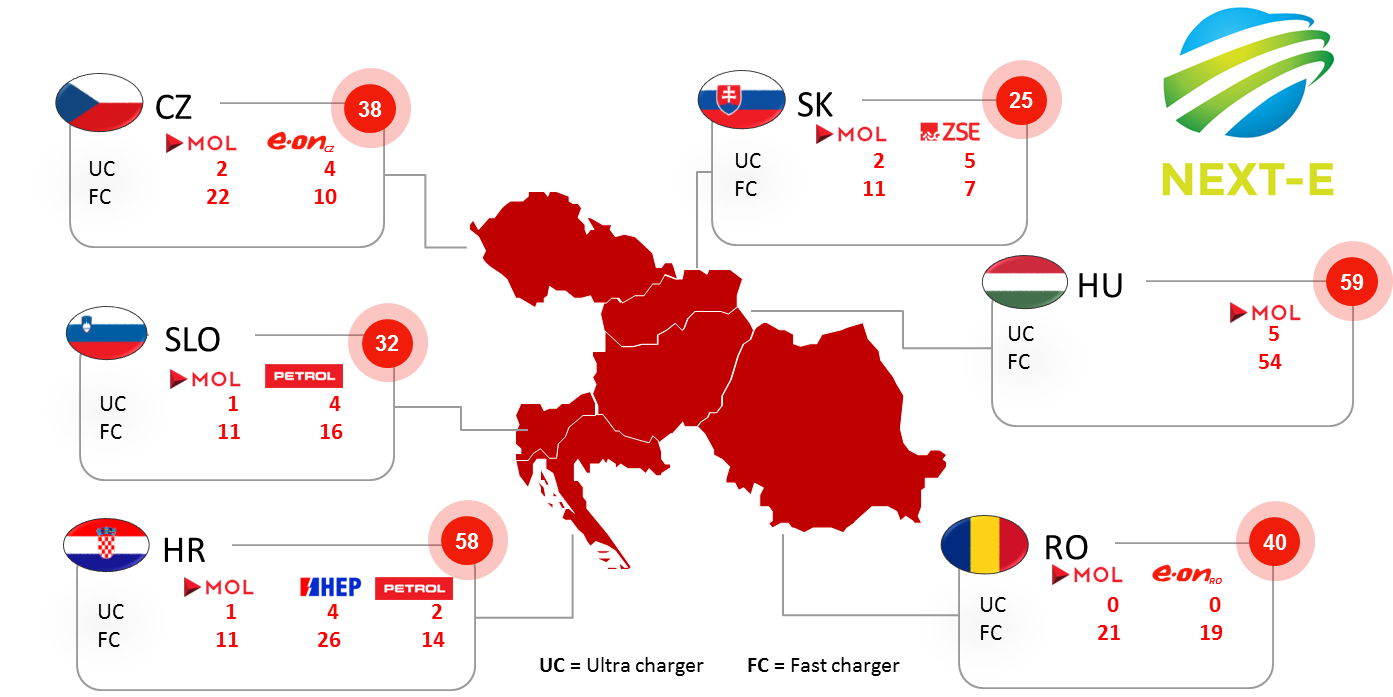 CZ 38
MOL e·on CZ
UC 2 4
FC 22 10
SK 25
MOL ZSE
UC 2 5
FC 11 7
NEXT-E
SLO 32
MOL PETROL
UC 1 4
FC 11 16
HU 59
MOL
UC 5
FC 54
HR 58
MOL HEP PETROL
UC 1 4 2
FC 11 26 14
RO 40
MOL e·on RO
UC 0 0
FC 21 19
UC = Ultra charger FC = Fast charger